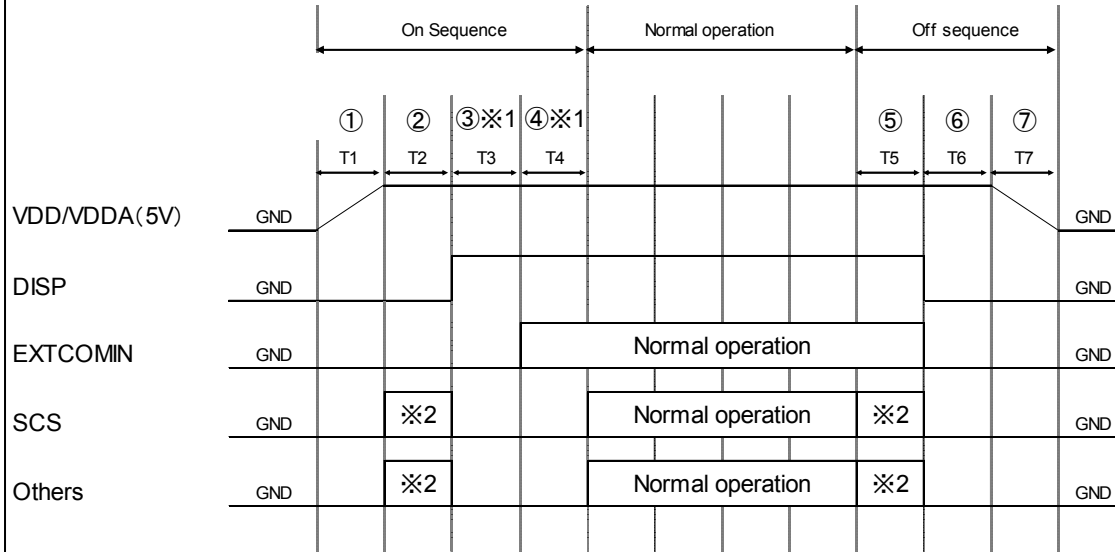 On Sequence Normal operation Off sequence
① ② ③※1 ④※1 ⑤ ⑥ ⑦
T1 T2 T3 T4 T5 T6 T7
VDD/VDDA(5V) GND GND
DISP GND GND
EXTCOMIN GND Normal operation GND
SCS GND ※2 Normal operation ※2 GND
Others GND ※2 Normal operation ※2 GND